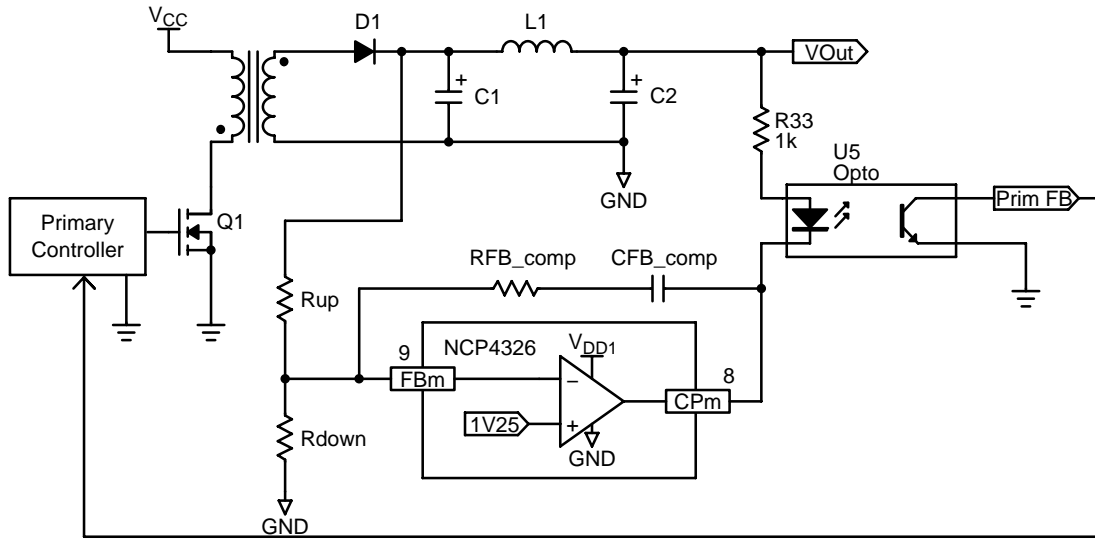 VCC
D1
L1
VOut
+
C1
+
C2
R33
1k
GND
U5
Opto
Prim FB
Primary
Controller
Q1
RFB_comp
CFB_comp
Rup
9
NCP4326
VDD1
8
FBm
−
CPm
1V25
+
Rdown
GND
GND